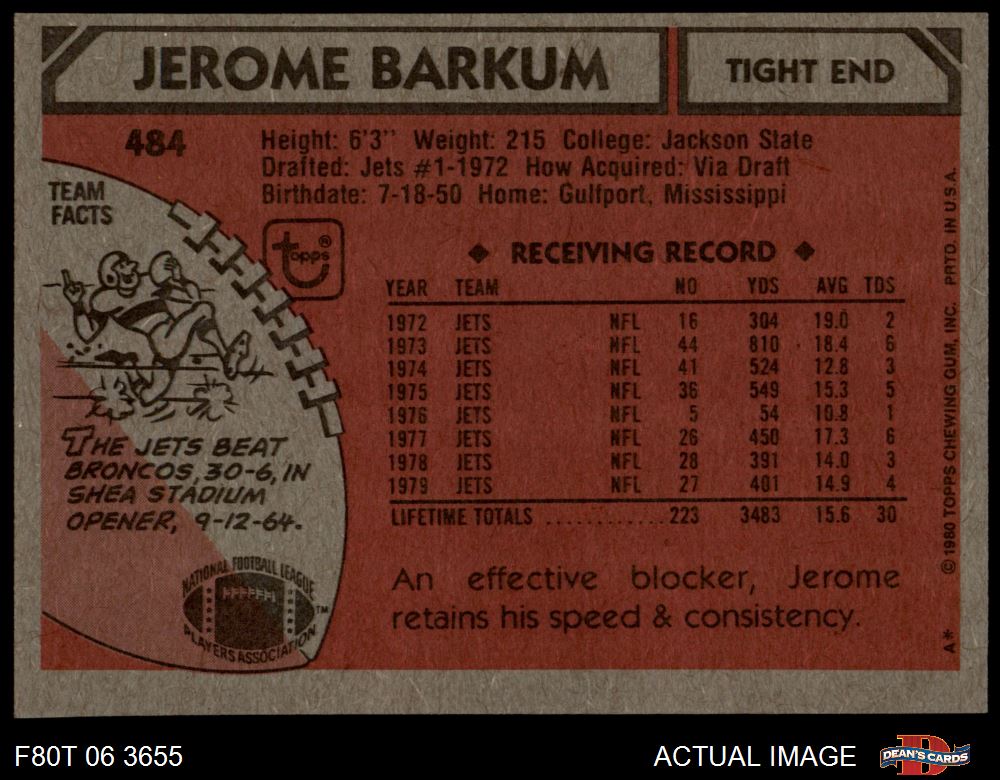 JEROME BARKUM
TIGHT END
484
Height: 6'3" Weight: 215 College: Jackson State
Drafted: Jets #1-1972 How Acquired: Via Draft
Birthdate: 7-18-50 Home: Gulfport, Mississippi
TEAM
FACTS
topps®
◆ RECEIVING RECORD ◆
YEAR TEAM NO YDS AVG TDS
1972 JETS NFL 16 304 19.0 2
1973 JETS NFL 44 810 18.4 6
1974 JETS NFL 41 524 12.8 3
1975 JETS NFL 36 549 15.3 5
1976 JETS NFL 5 54 10.8 1
1977 JETS NFL 26 450 17.3 6
1978 JETS NFL 28 391 14.0 3
1979 JETS NFL 27 401 14.9 4
LIFETIME TOTALS ............ 223 3483 15.6 30
THE JETS BEAT
BRONCOS, 30-6, IN
SHEA STADIUM
OPENER, 9-12-64.
NATIONAL FOOTBALL LEAGUE
PLAYERS ASSOCIATION
TM
An effective blocker, Jerome
retains his speed & consistency.
A* © 1980 TOPPS CHEWING GUM, INC. PRTD. IN U.S.A.
F80T 06 3655
ACTUAL IMAGE
D
DEAN'S CARDS